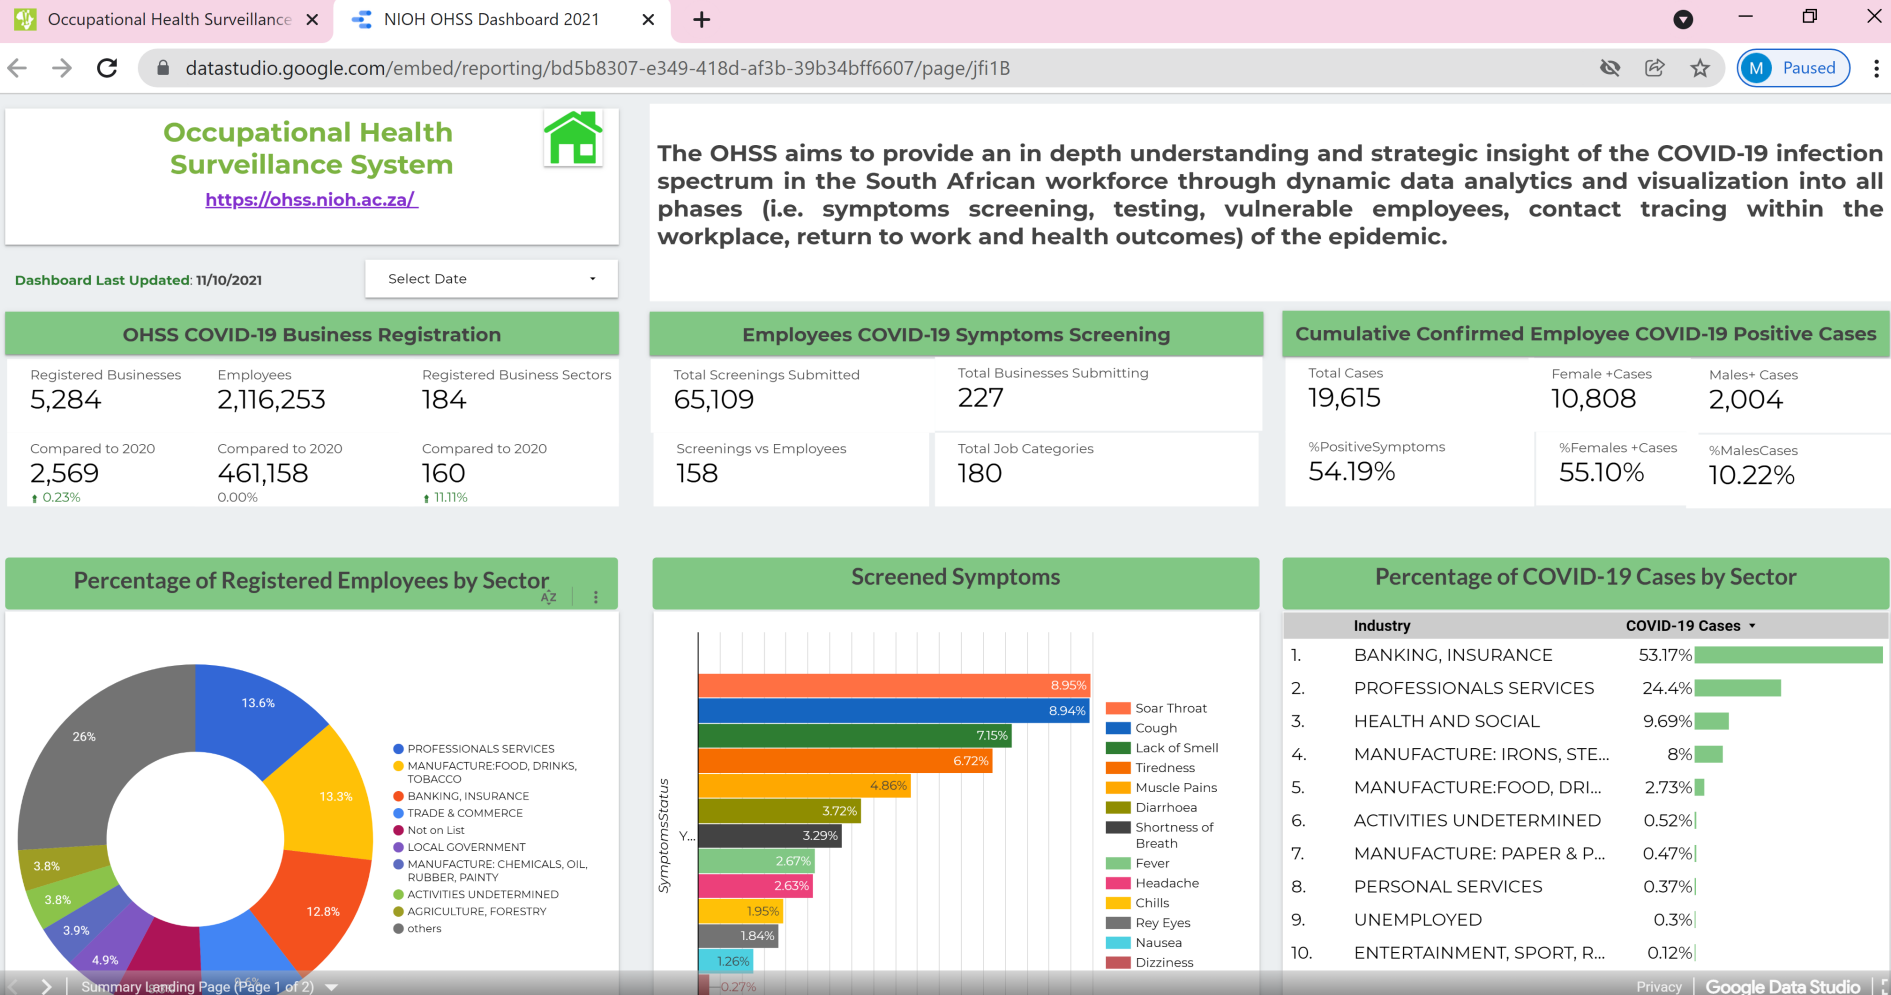 Occupational Health Surveillance
NIOH OHSS Dashboard 2021
datastudio.google.com/embed/reporting/bd5b8307-e349-418d-af3b-39b34bff6607/page/jfi1B
M Paused
Occupational Health
Surveillance System
https://ohss.nioh.ac.za/
Dashboard Last Updated: 11/10/2021
Select Date
The OHSS aims to provide an in depth understanding and strategic insight of the COVID-19 infection
spectrum in the South African workforce through dynamic data analytics and visualization into all
phases (i.e. symptoms screening, testing, vulnerable employees, contact tracing within the
workplace, return to work and health outcomes) of the epidemic.
OHSS COVID-19 Business Registration
Registered Businesses Employees Registered Business Sectors
5,284 2,116,253 184
Compared to 2020 Compared to 2020 Compared to 2020
2,569 461,158 160
0.23% 0.00% 11.11%
Employees COVID-19 Symptoms Screening
Total Screenings Submitted Total Businesses Submitting
65,109 227
Screenings vs Employees Total Job Categories
158 180
Cumulative Confirmed Employee COVID-19 Positive Cases
Total Cases Female +Cases Males+ Cases
19,615 10,808 2,004
%PositiveSymptoms %Females +Cases %MalesCases
54.19% 55.10% 10.22%
Percentage of Registered Employees by Sector
AZ
13.6%
13.3%
12.8%
4.9%
3.9%
3.8%
3.8%
26%
PROFESSIONALS SERVICES
MANUFACTURE:FOOD, DRINKS,
TOBACCO
BANKING, INSURANCE
TRADE & COMMERCE
Not on List
LOCAL GOVERNMENT
MANUFACTURE: CHEMICALS, OIL,
RUBBER, PAINTY
ACTIVITIES UNDETERMINED
AGRICULTURE, FORESTRY
others
Screened Symptoms
SymptomsStatus
Y...
8.95%
8.94%
7.15%
6.72%
4.86%
3.72%
3.29%
2.67%
2.63%
1.95%
1.84%
1.26%
0.27%
Soar Throat
Cough
Lack of Smell
Tiredness
Muscle Pains
Diarrhoea
Shortness of
Breath
Fever
Headache
Chills
Rey Eyes
Nausea
Dizziness
Percentage of COVID-19 Cases by Sector
Industry COVID-19 Cases
1. BANKING, INSURANCE 53.17%
2. PROFESSIONALS SERVICES 24.4%
3. HEALTH AND SOCIAL 9.69%
4. MANUFACTURE: IRONS, STE... 8%
5. MANUFACTURE:FOOD, DRI... 2.73%
6. ACTIVITIES UNDETERMINED 0.52%
7. MANUFACTURE: PAPER & P... 0.47%
8. PERSONAL SERVICES 0.37%
9. UNEMPLOYED 0.3%
10. ENTERTAINMENT, SPORT, R... 0.12%
Summary Landing Page (Page 1 of 2)
Privacy
Google Data Studio